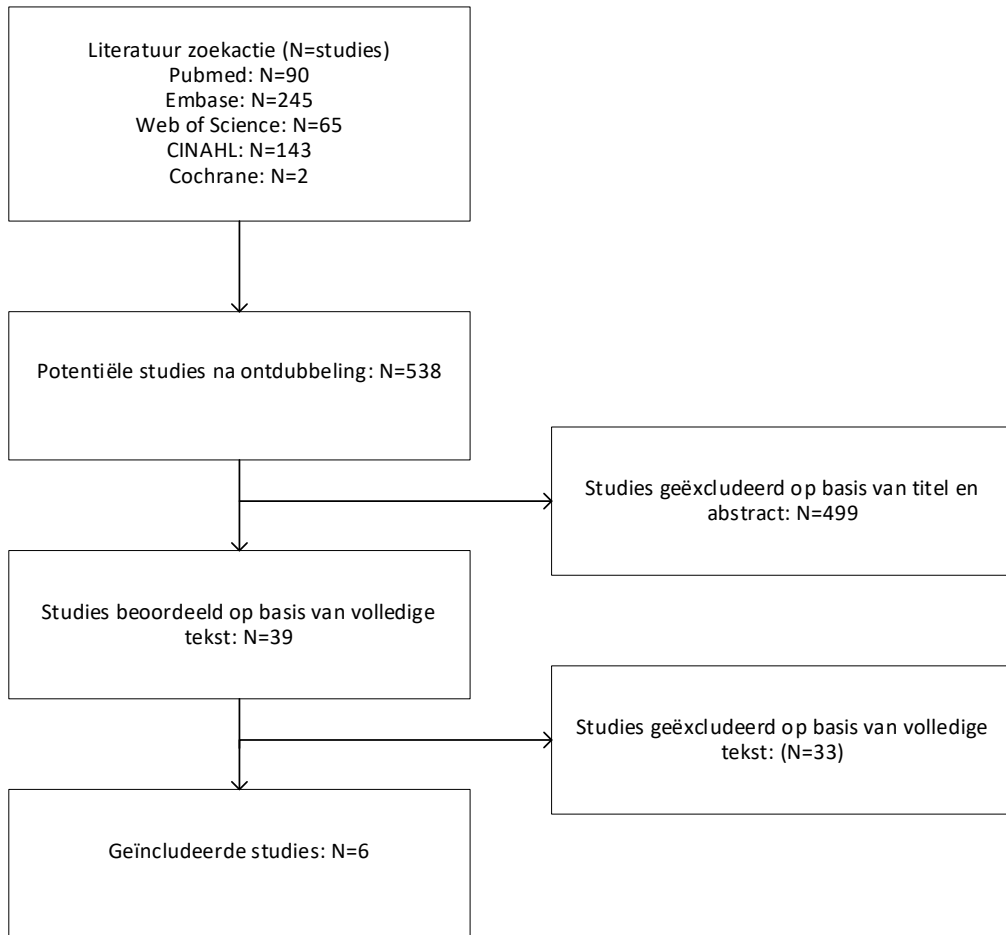 Literatuur zoekactie (N=studies)
Pubmed: N=90
Embase: N=245
Web of Science: N=65
CINAHL: N=143
Cochrane: N=2
Potentiële studies na ontdubbeling: N=538
Studies geëxcludeerd op basis van titel en
abstract: N=499
Studies beoordeeld op basis van volledige
tekst: N=39
Studies geëxcludeerd op basis van volledige
tekst: (N=33)
Geïncludeerde studies: N=6